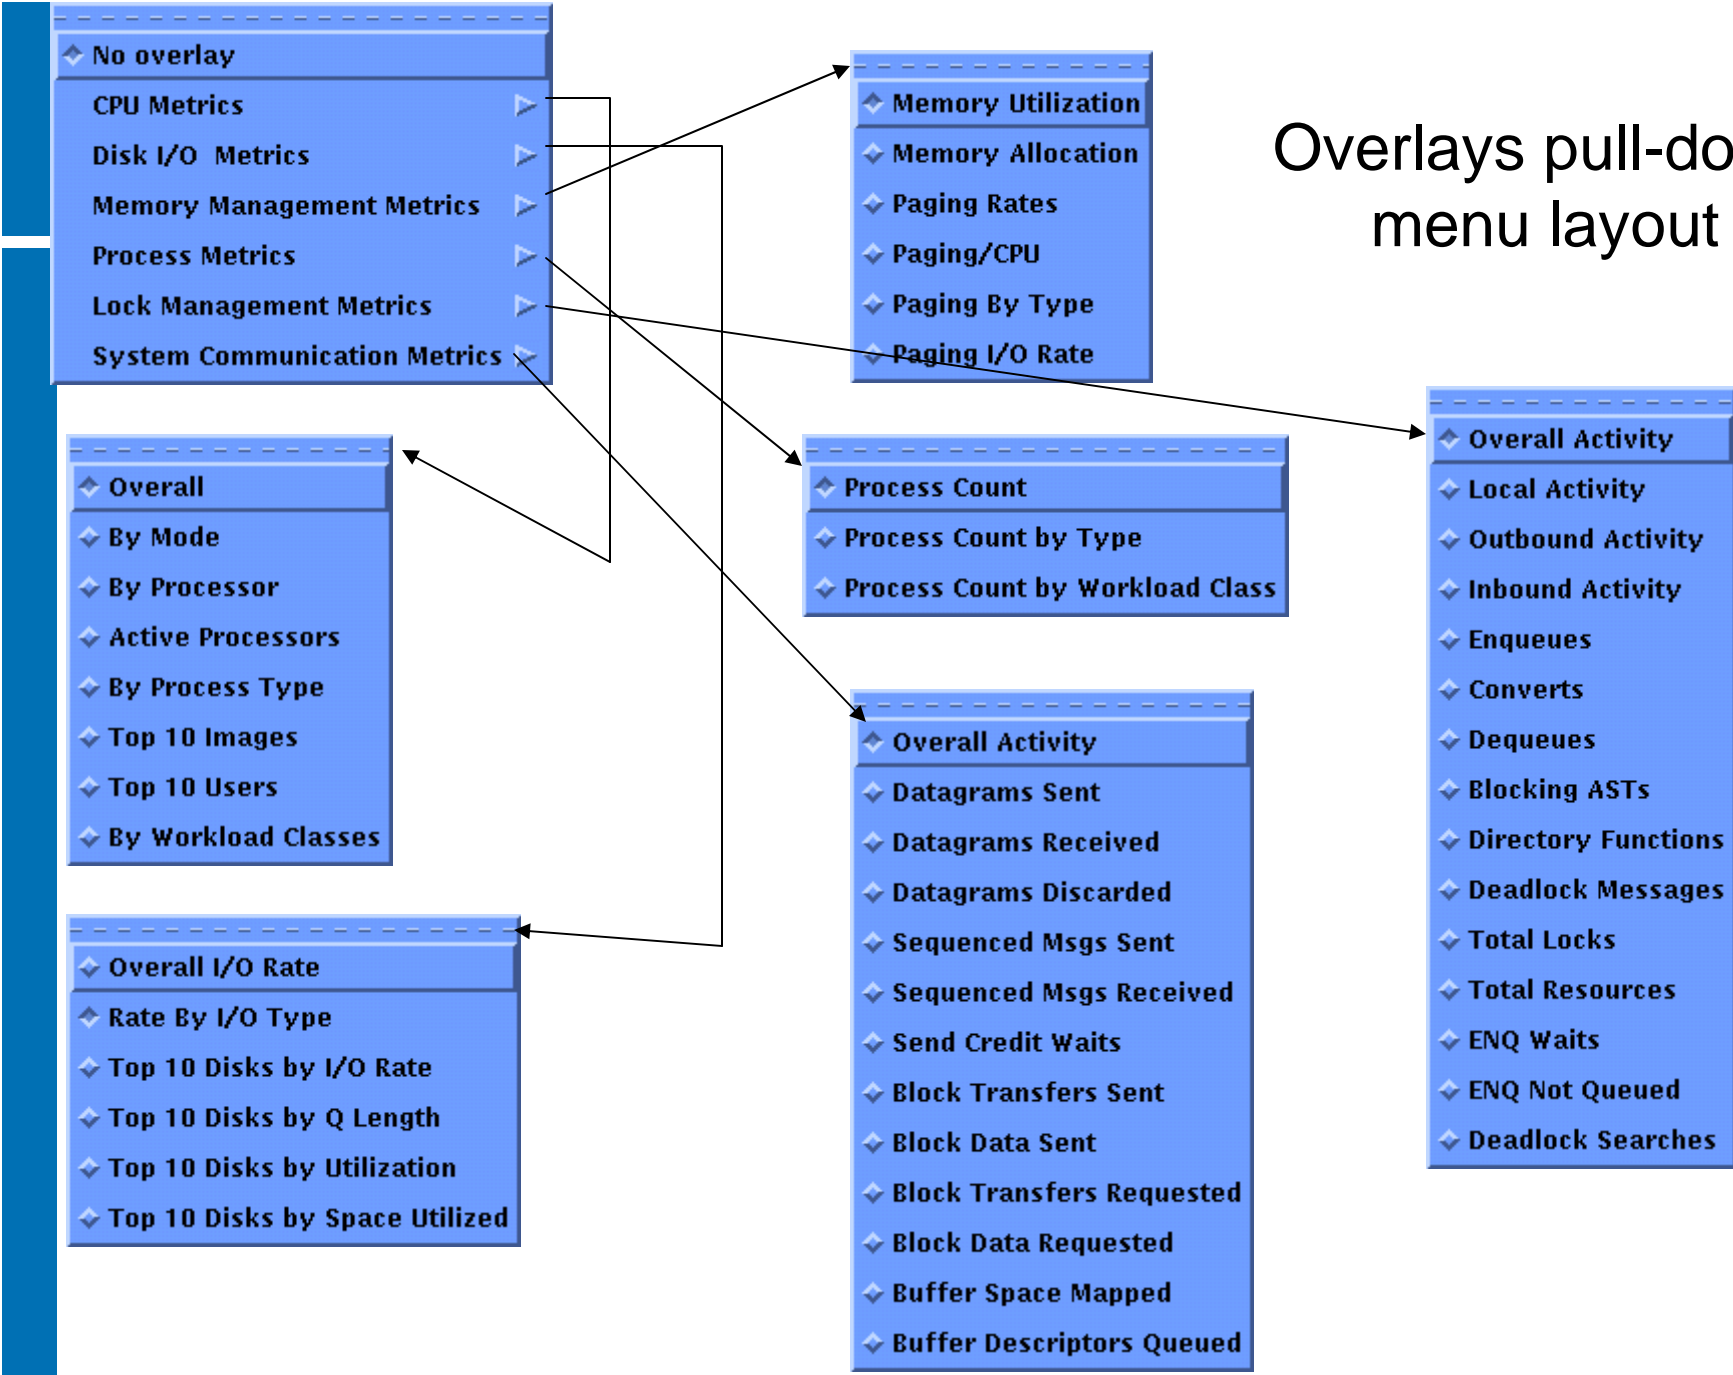 No overlay
CPU Metrics
Disk I/O  Metrics
Memory Management Metrics
Process Metrics
Lock Management Metrics
System Communication Metrics
Memory Utilization
Memory Allocation
Paging Rates
Paging/CPU
Paging By Type
Paging I/O Rate
Overlays pull-do
menu layout
Overall
By Mode
By Processor
Active Processors
By Process Type
Top 10 Images
Top 10 Users
By Workload Classes
Process Count
Process Count by Type
Process Count by Workload Class
Overall Activity
Local Activity
Outbound Activity
Inbound Activity
Enqueues
Converts
Dequeues
Blocking ASTs
Directory Functions
Deadlock Messages
Total Locks
Total Resources
ENQ Waits
ENQ Not Queued
Deadlock Searches
Overall I/O Rate
Rate By I/O Type
Top 10 Disks by I/O Rate
Top 10 Disks by Q Length
Top 10 Disks by Utilization
Top 10 Disks by Space Utilized
Overall Activity
Datagrams Sent
Datagrams Received
Datagrams Discarded
Sequenced Msgs Sent
Sequenced Msgs Received
Send Credit Waits
Block Transfers Sent
Block Data Sent
Block Transfers Requested
Block Data Requested
Buffer Space Mapped
Buffer Descriptors Queued